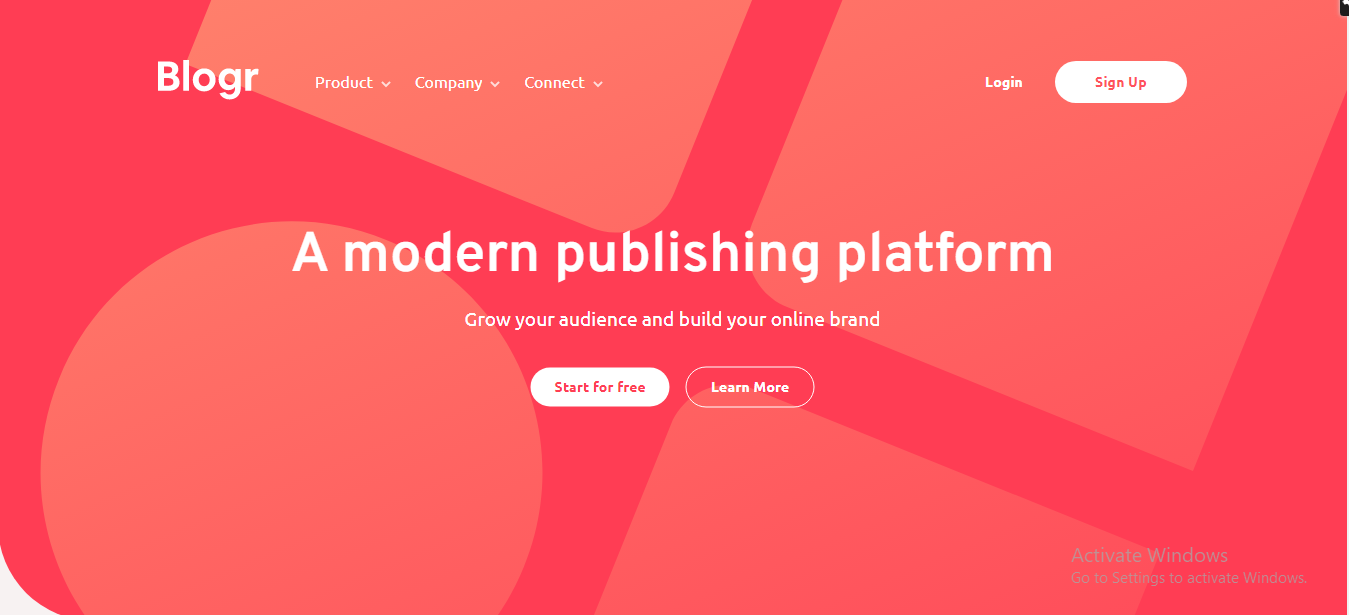 Blogr Product Company Connect Login Sign Up
A modern publishing platform
Grow your audience and build your online brand
Start for free Learn More
Activate Windows
Go to Settings to activate Windows.